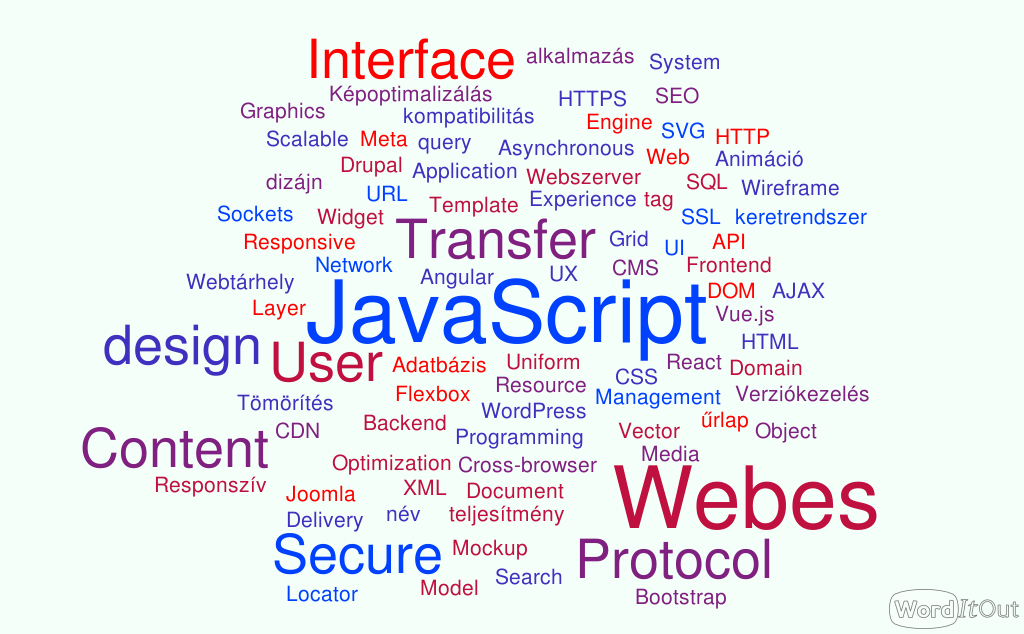 Interface alkalmazás System
Képoptimalizálás HTTPS SEO
Graphics kompatibilitás Engine SVG HTTP
Scalable Meta query Asynchronous Web Animáció
Drupal Application Webszerver SQL Wireframe
dizájn URL Template Experience tag
Sockets Widget Transfer SSL keretrendszer
Responsive Grid UI API
Network Angular UX CMS Frontend
Webtárhely JavaScript DOM AJAX
Layer Vue.js
design User Adatbázis Uniform React HTML
Resource CSS Domain
Tömörítés Flexbox WordPress Management Verziókezelés
CDN Backend Programming Vector űrlap Object
Content Optimization Cross-browser Media
Responszív Joomla XML Document Webes
Delivery név teljesítmény
Secure Mockup Protocol
Locator Model Search Bootstrap
WordItOut